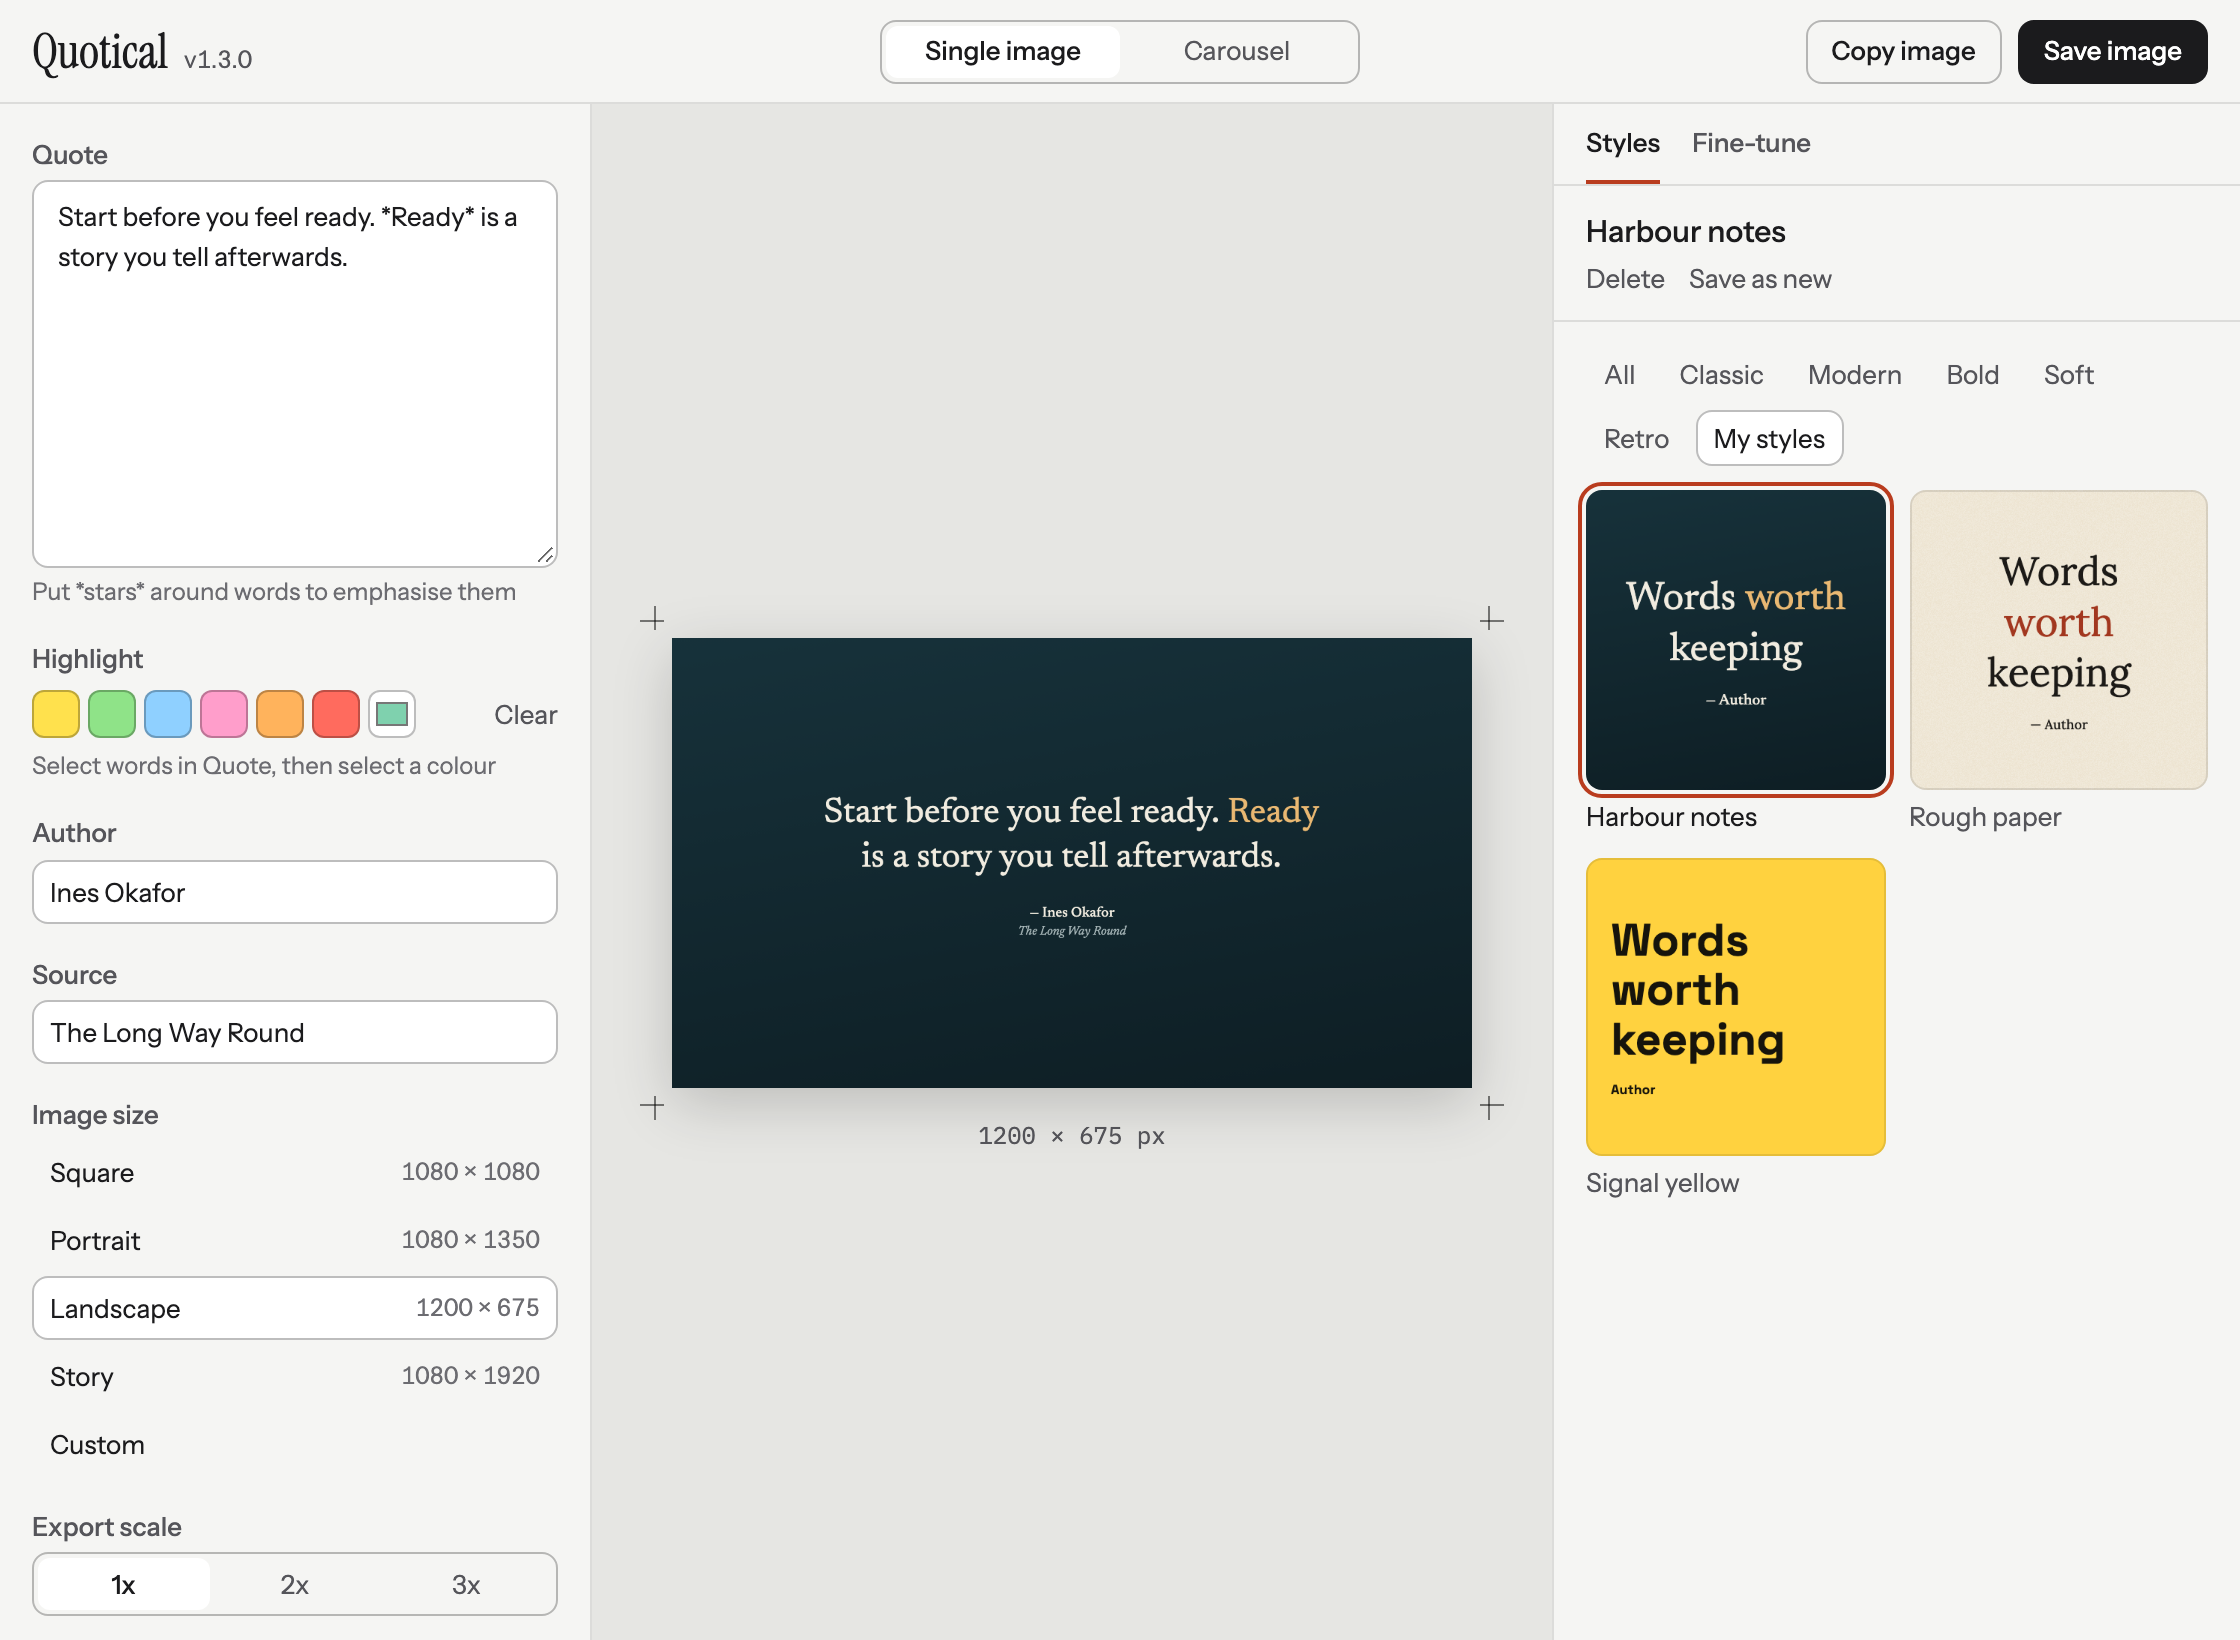 Quotical v1.3.0
Single image Carousel
Copy image Save image
Quote
Start before you feel ready. *Ready* is a
story you tell afterwards.
Put *stars* around words to emphasise them
Highlight
Clear
Select words in Quote, then select a colour
Author
Ines Okafor
Source
The Long Way Round
Image size
Square 1080 × 1080
Portrait 1080 × 1350
Landscape 1200 × 675
Story 1080 × 1920
Custom
Export scale
1x 2x 3x
Start before you feel ready. Ready
is a story you tell afterwards.
– Ines Okafor
The Long Way Round
1200 × 675 px
Styles Fine-tune
Harbour notes
Delete Save as new
All Classic Modern Bold Soft
Retro My styles
Words worth
keeping
– Author
Harbour notes
Words
worth
keeping
– Author
Rough paper
Words
worth
keeping
Author
Signal yellow